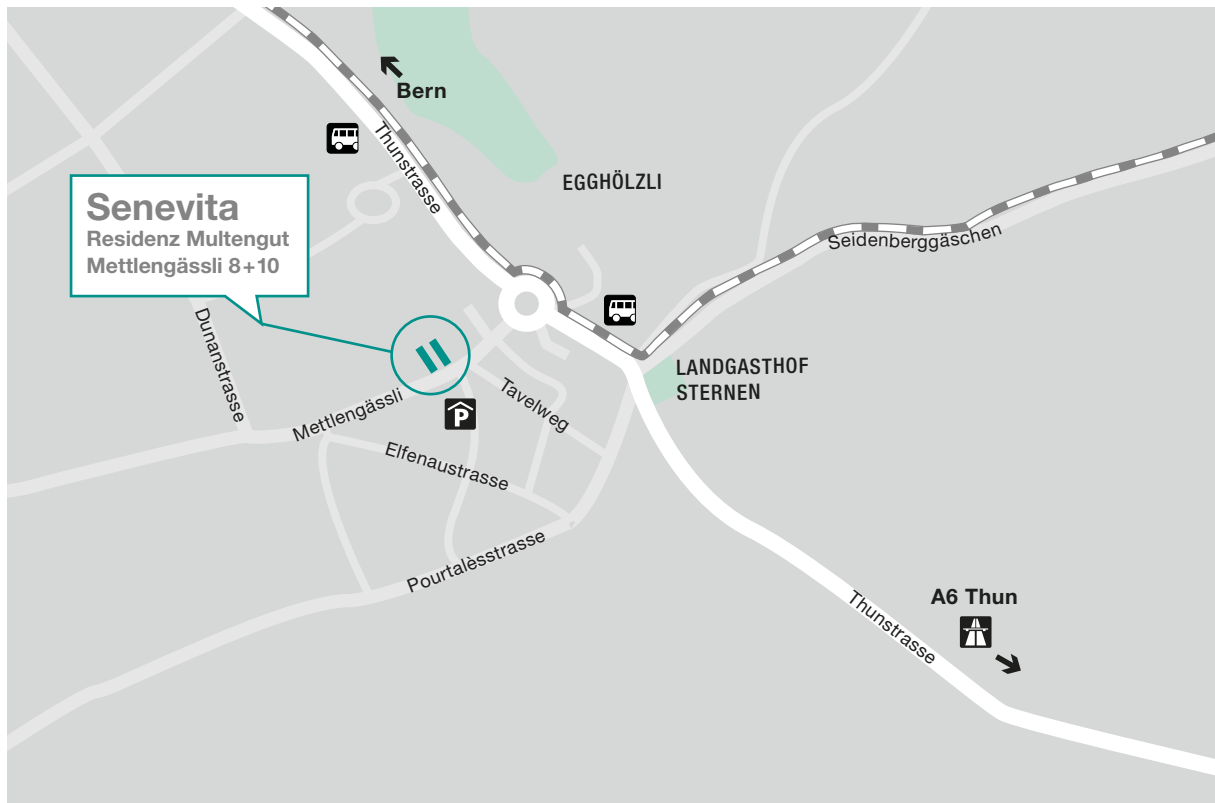 Bern
Thunstrasse
EGGHÖLZLI
Senevita
Residenz Multengut
Mettlengässli 8+10
Seidenberggäschen
Dunanstrasse
LANDGASTHOF
STERNEN
Mettlengässli
Tavelweg
P
Elfenaustrasse
Pourtalèsstrasse
A6 Thun
Thunstrasse